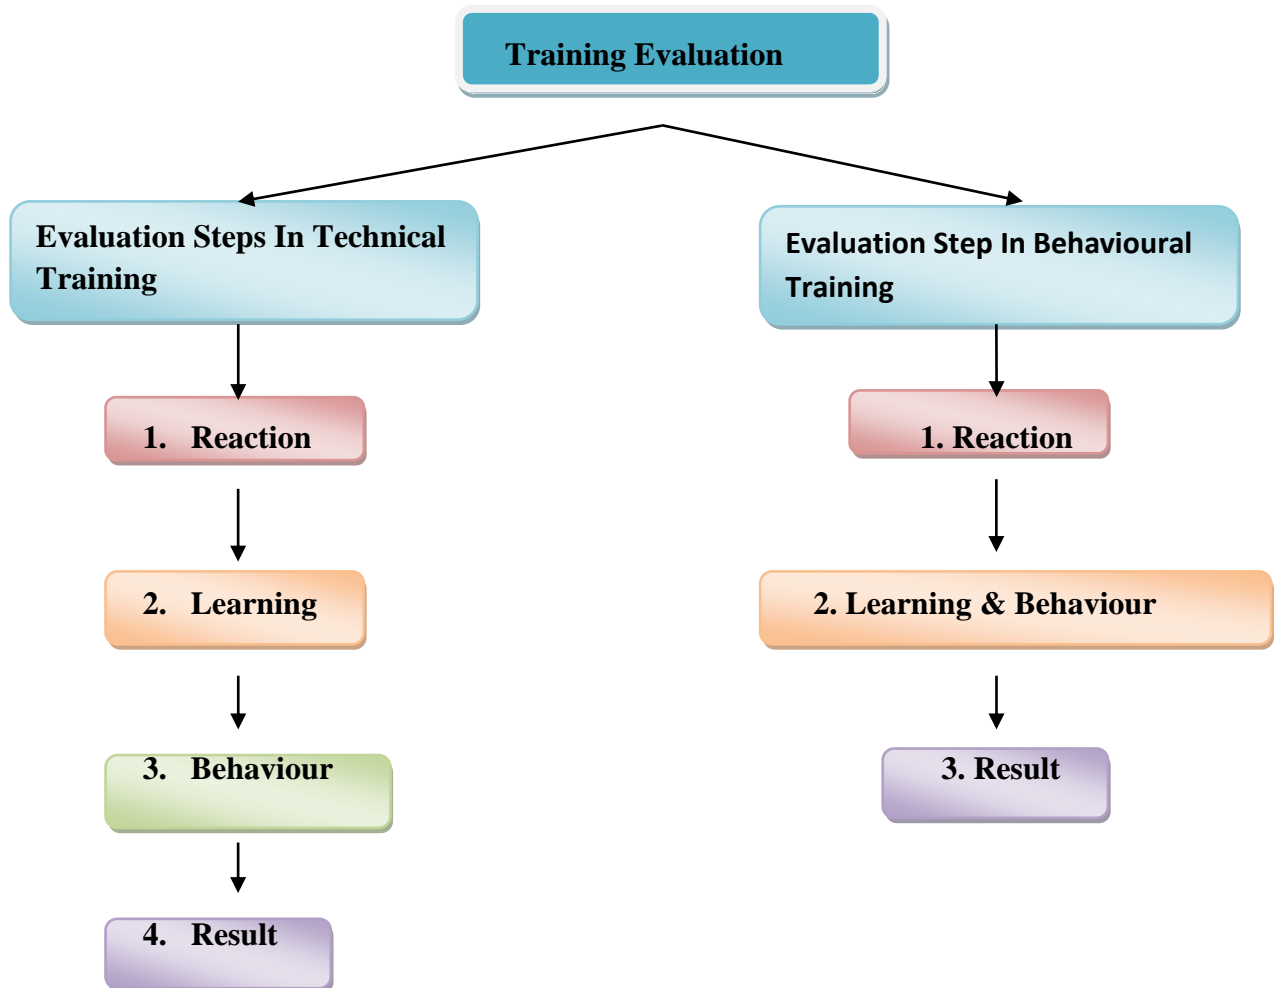 Training Evaluation
Evaluation Steps In Technical
Training
1. Reaction
2. Learning
3. Behaviour
4. Result
Evaluation Step In Behavioural
Training
1. Reaction
2. Learning & Behaviour
3. Result